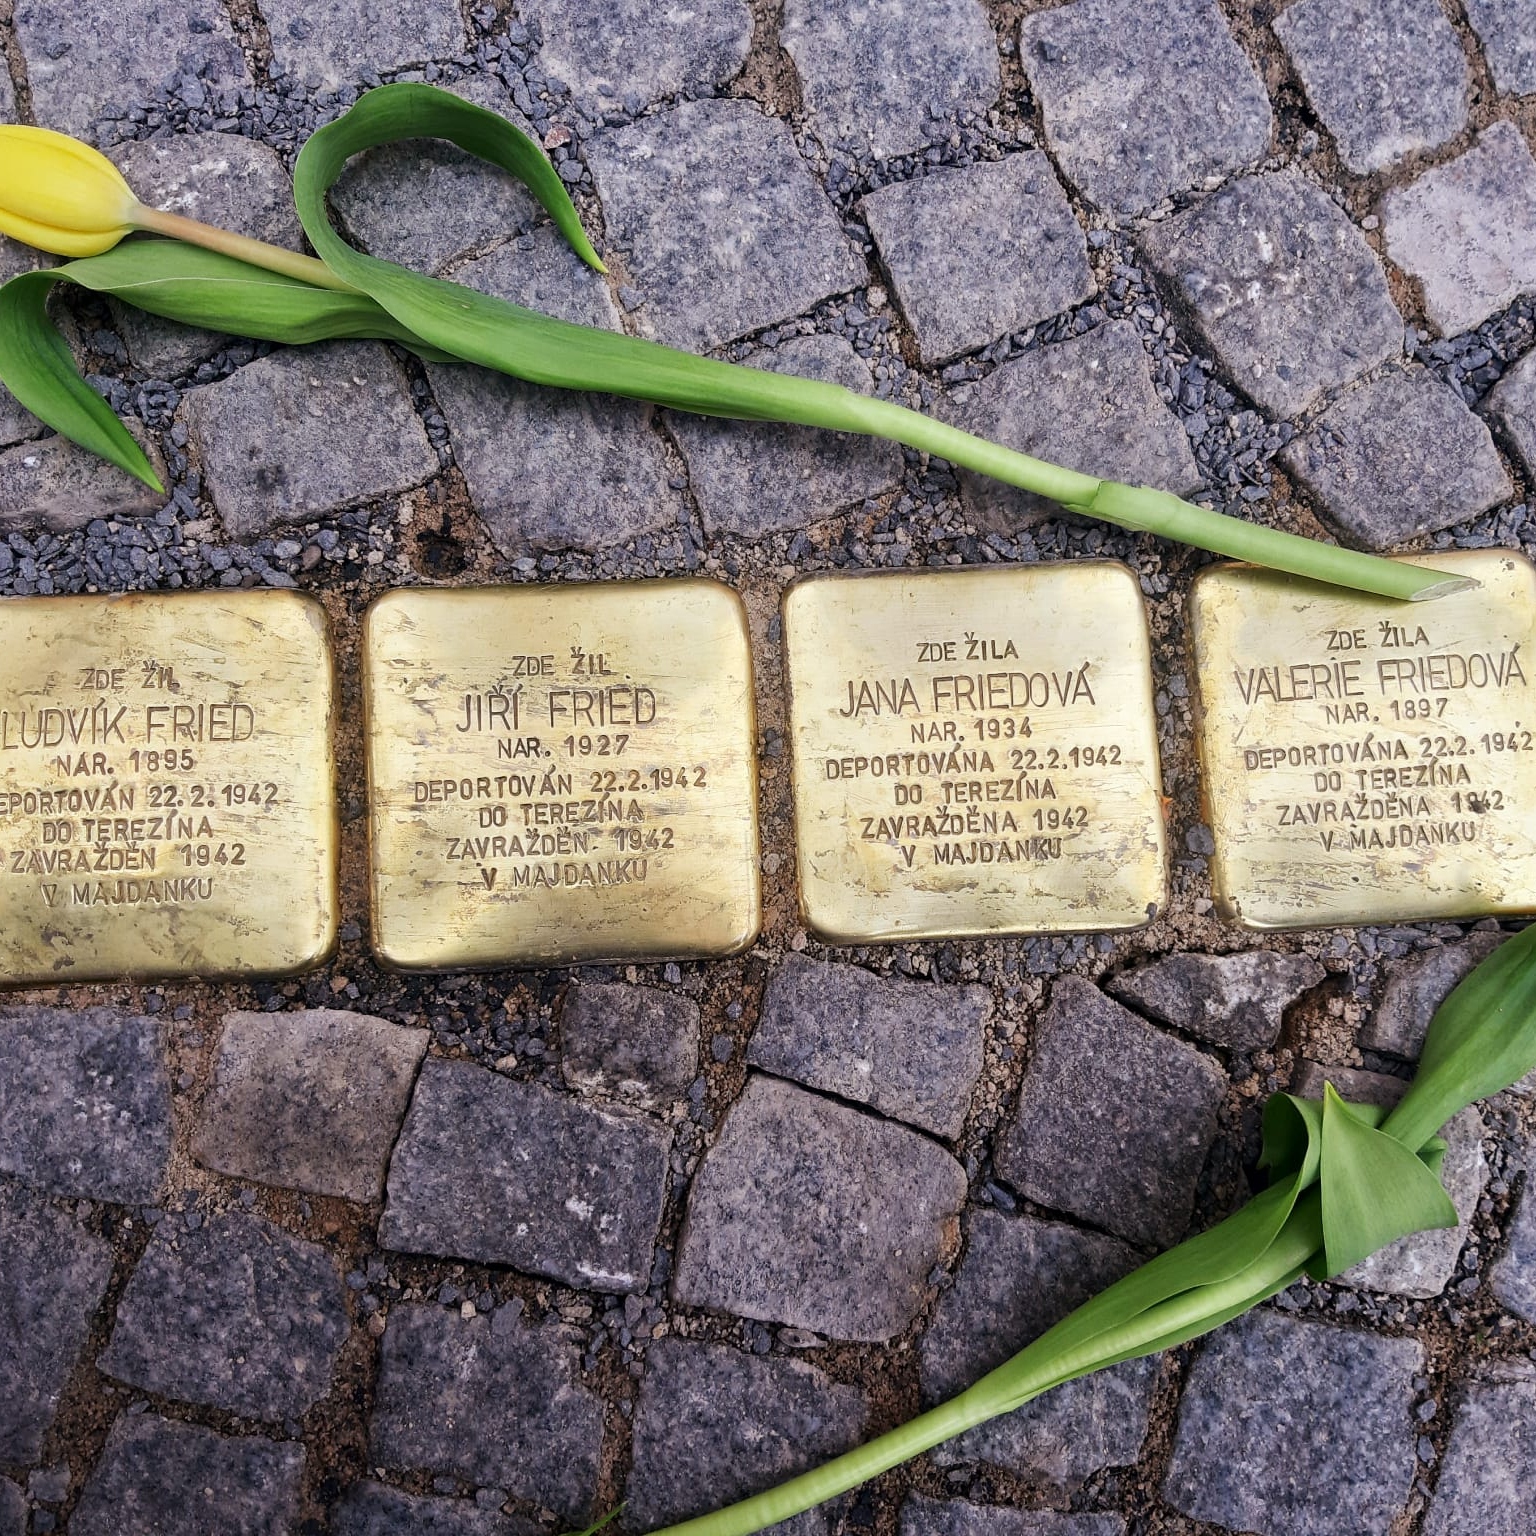 ZDE ŽIL
LUDVÍK FRIED
NAR. 1895
DEPORTOVÁN 22.2.1942
DO TEREZÍNA
ZAVRAŽDĚN 1942
V MAJDANKU
ZDE ŽIL
JIŘÍ FRIED
NAR. 1927
DEPORTOVÁN 22.2.1942
DO TEREZÍNA
ZAVRAŽDĚN 1942
V MAJDANKU
ZDE ŽILA
JANA FRIEDOVÁ
NAR. 1934
DEPORTOVÁNA 22.2.1942
DO TEREZÍNA
ZAVRAŽDĚNA 1942
V MAJDANKU
ZDE ŽILA
VALERIE FRIEDOVÁ
NAR. 1897
DEPORTOVÁNA 22.2.1942
DO TEREZÍNA
ZAVRAŽDĚNA 1942
V MAJDANKU